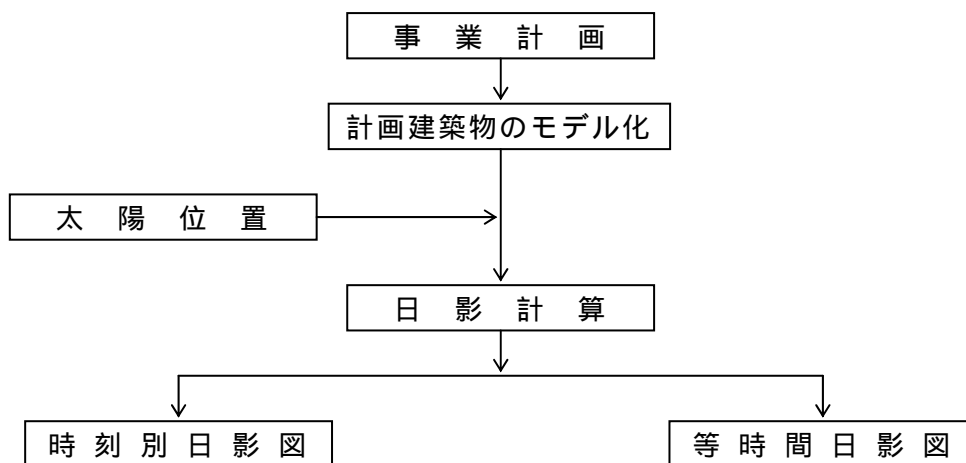 事業計画
計画建築物のモデル化
太陽位置
日影計算
時刻別日影図
等時間日影図